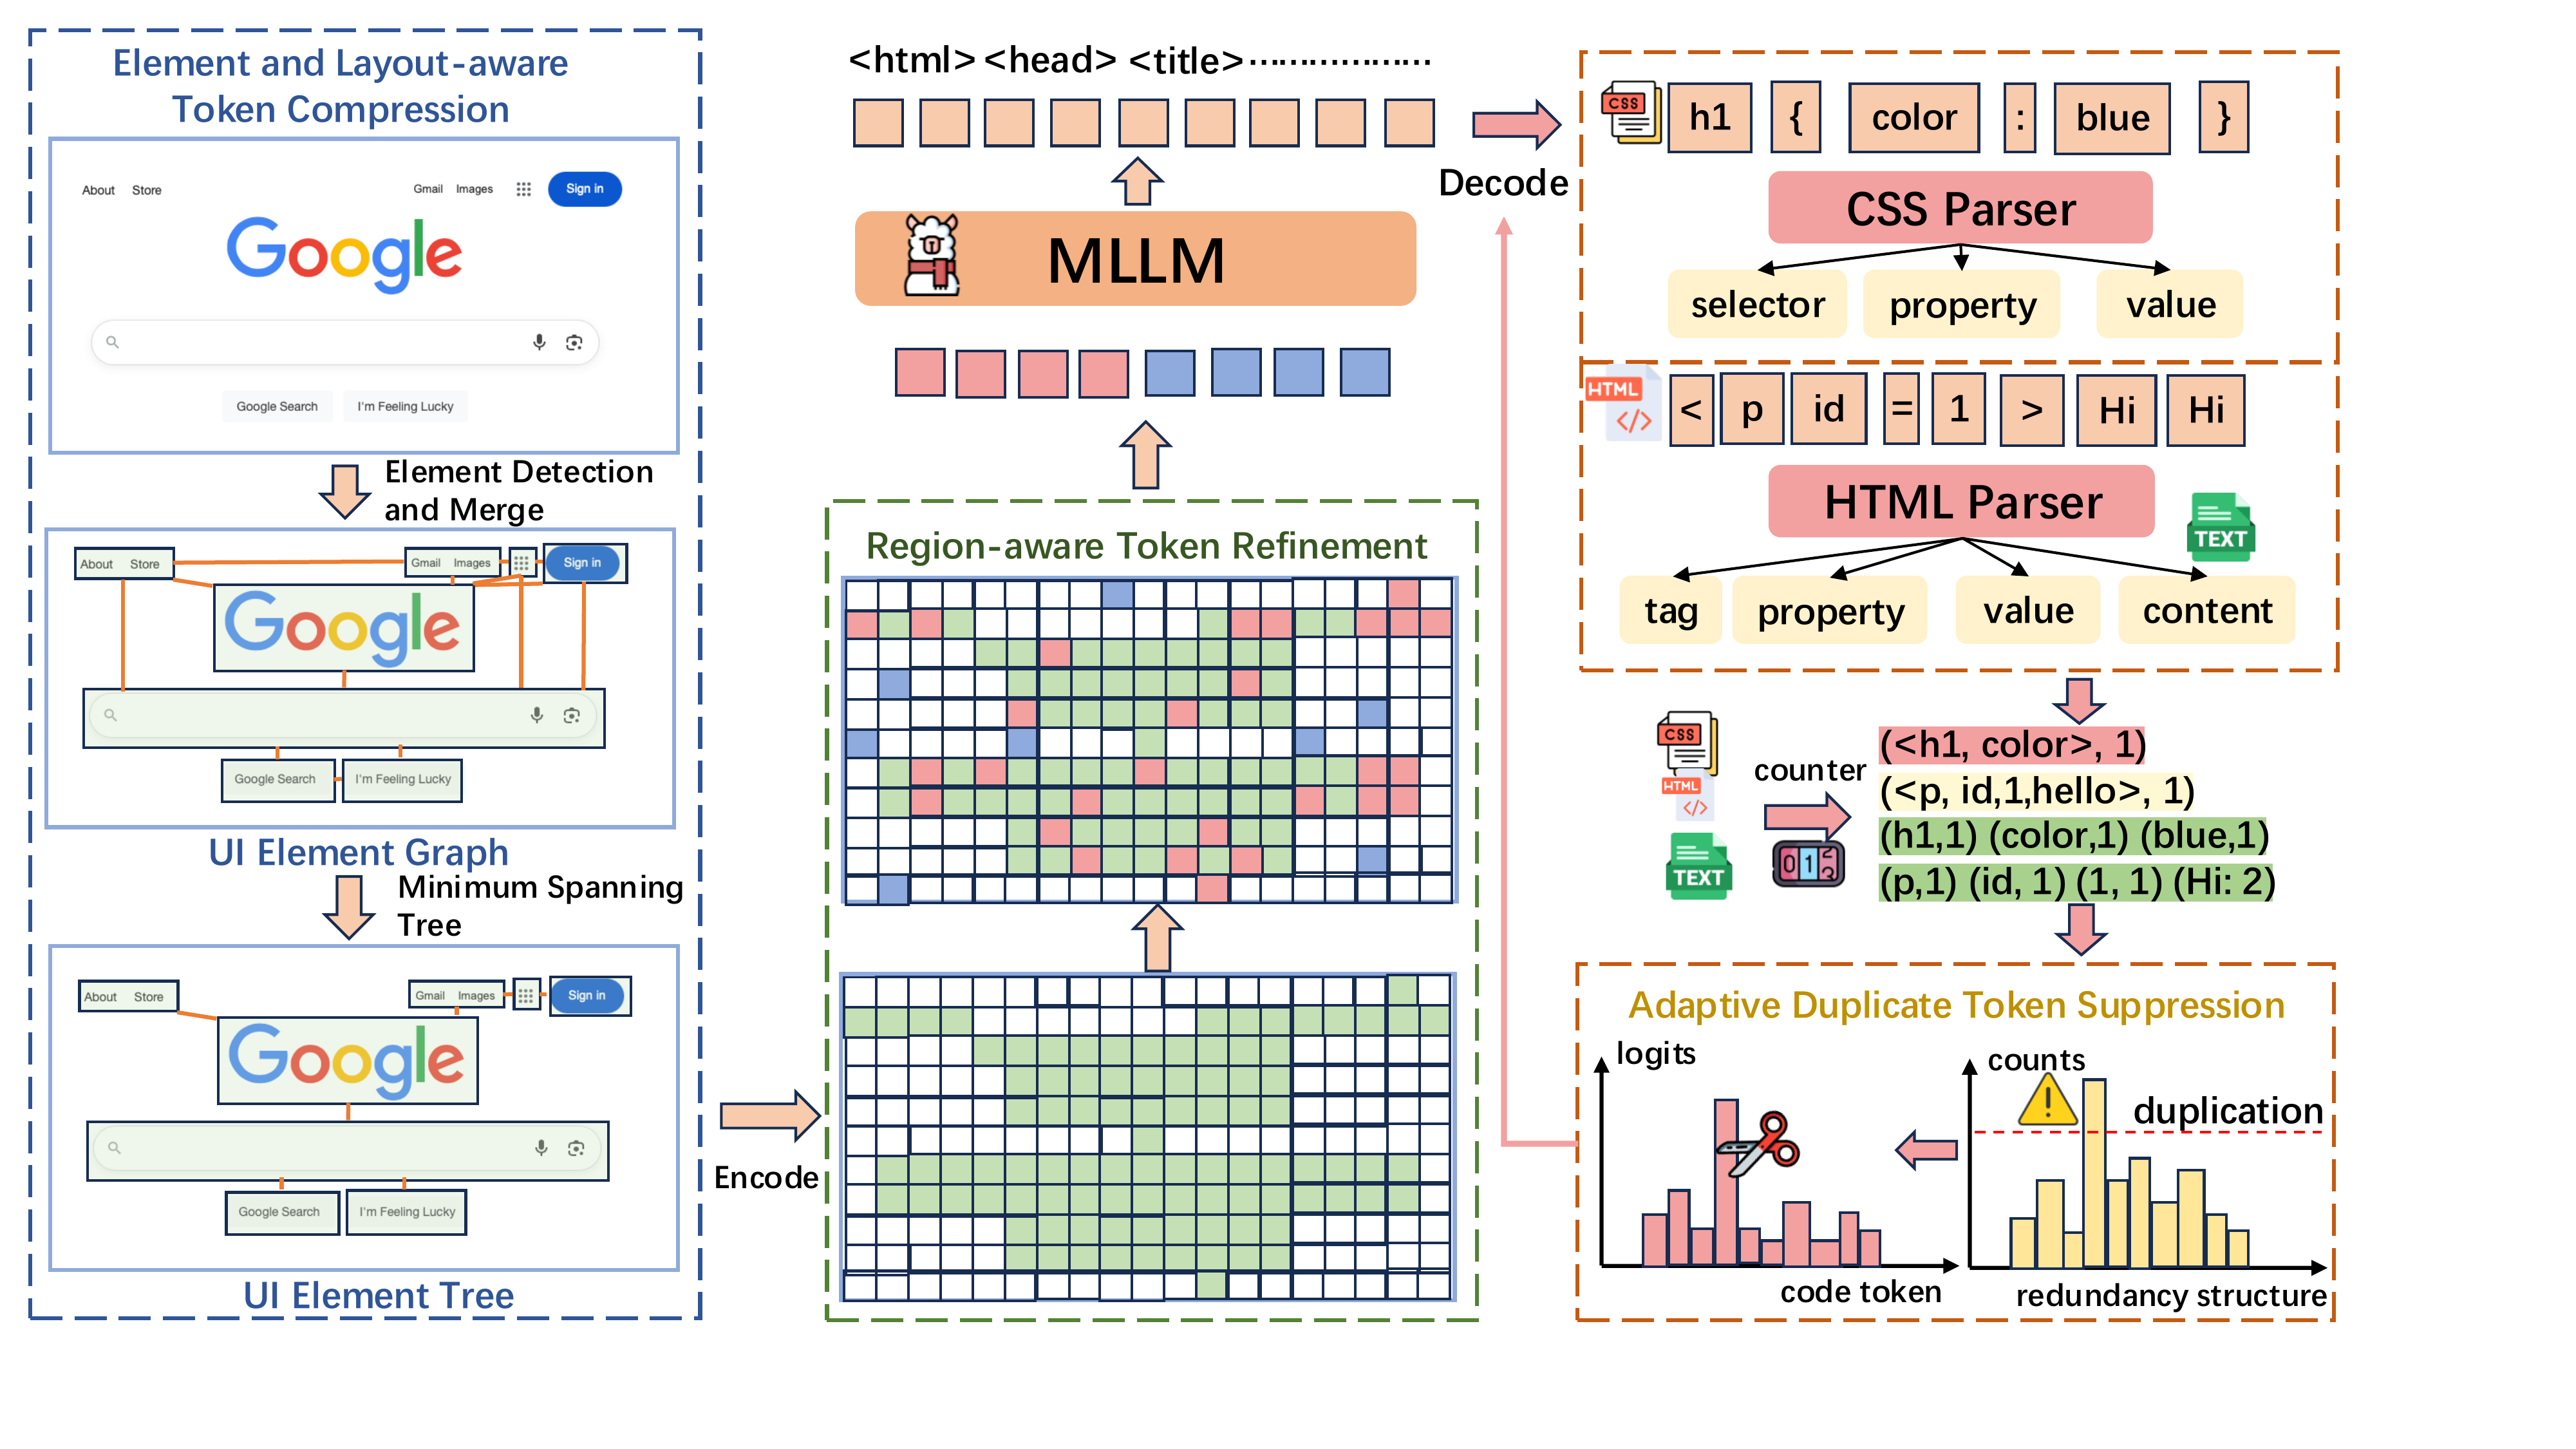 Element and Layout-aware
Token Compression
About Store
Gmail Images
Sign in
Google
Google Search
I'm Feeling Lucky
Element Detection
and Merge
About Store
Gmail Images
Sign in
Google
Google Search
I'm Feeling Lucky
UI Element Graph
Minimum Spanning
Tree
About Store
Gmail Images
Sign in
Google
Google Search
I'm Feeling Lucky
UI Element Tree
Encode
<html> <head> <title>..................
MLLM
Region-aware Token Refinement
Decode
CSS
h1 { color : blue }
CSS Parser
selector property value
HTML
</>
< p id = 1 > Hi Hi
HTML Parser
TEXT
tag property value content
CSS
HTML
</>
TEXT
counter
0 1 2 3
(<h1, color>, 1)
(<p, id,1,hello>, 1)
(h1,1) (color,1) (blue,1)
(p,1) (id, 1) (1, 1) (Hi: 2)
Adaptive Duplicate Token Suppression
logits
code token
counts
!
duplication
redundancy structure